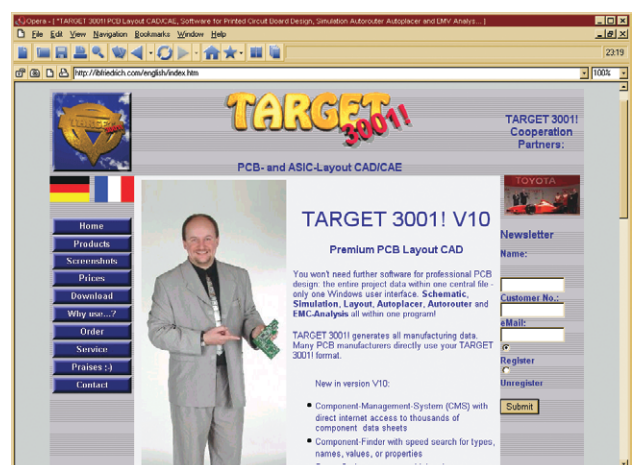 Opera - [ "TARGET 3001! PCB Layout CAD/CAE, Software for Printed Circuit Board Design, Simulation Autorouter Autoplacer and EMV Analys... ]
File Edit View Navigation Bookmarks Window Help
23:19
http://ibfriedrich.com/english/index.htm
100%
TARGET 3001!
PCB- and ASIC-Layout CAD/CAE
TARGET 3001!
Cooperation
Partners:
TOYOTA
Home
Products
Screenshots
Prices
Download
Why use...?
Order
Service
Praises :-)
Contact
TARGET 3001! V10
Premium PCB Layout CAD
You won't need further software for professional PCB
design: the entire project data within one central file -
only one Windows user interface. Schematic,
Simulation, Layout, Autoplacer, Autorouter and
EMC-Analysis all within one program!
TARGET 3001! generates all manufacturing data.
Many PCB manufacturers directly use your TARGET
3001! format.
New in version V10:
Component-Management-System (CMS) with
direct internet access to thousands of
component data sheets
Component-Finder with speed search for types,
names, values, or properties
Newsletter
Name:
Customer No.:
eMail:
Register
Unregister
Submit